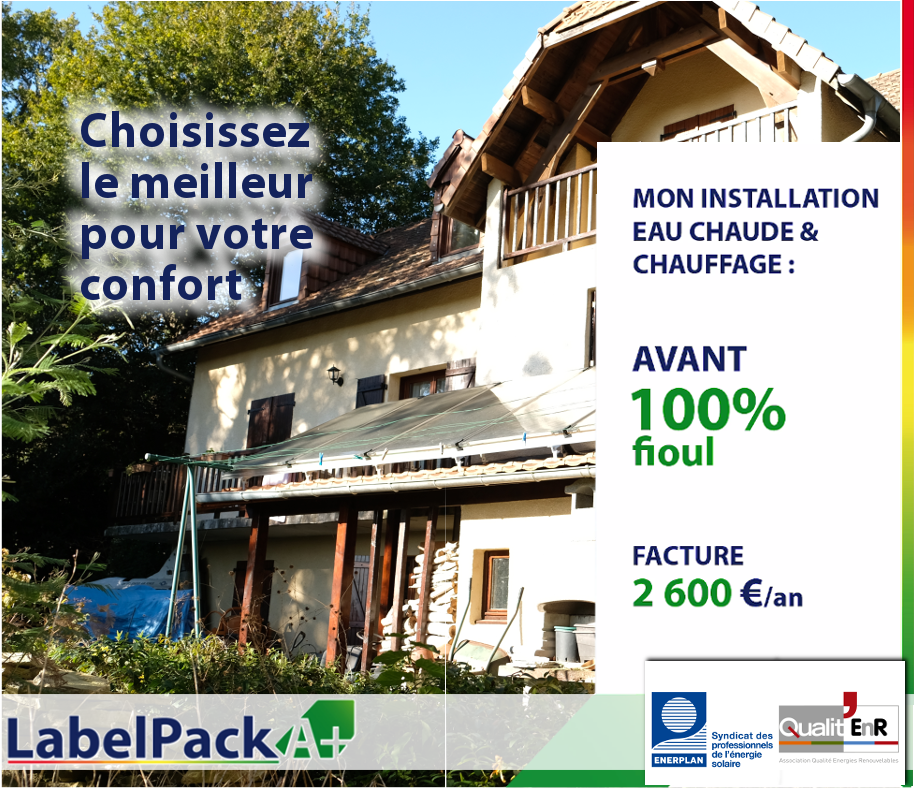 Choisissez
le meilleur
pour votre
confort
MON INSTALLATION
EAU CHAUDE &
CHAUFFAGE :
AVANT
100%
fioul
FACTURE
2 600 €/an
LabelPack A+
ENERPLAN
Syndicat des
professionnels
de l'énergie
solaire
Qualit'EnR
Association Qualité Energies Renouvelables